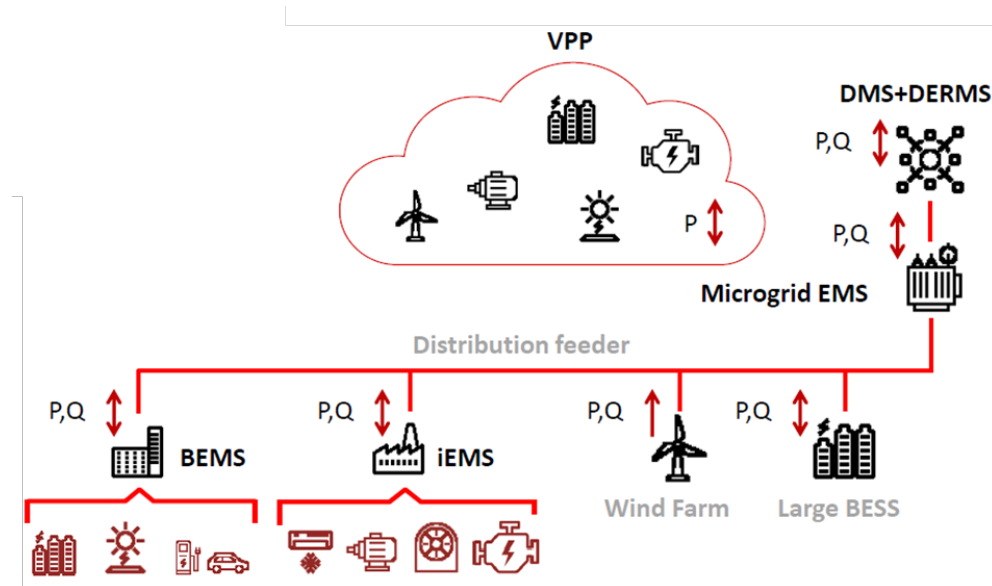 VPP
DMS+DERMS
P,Q
P
P,Q
Microgrid EMS
Distribution feeder
P,Q
P,Q
P,Q
P,Q
BEMS
iEMS
Wind Farm
Large BESS